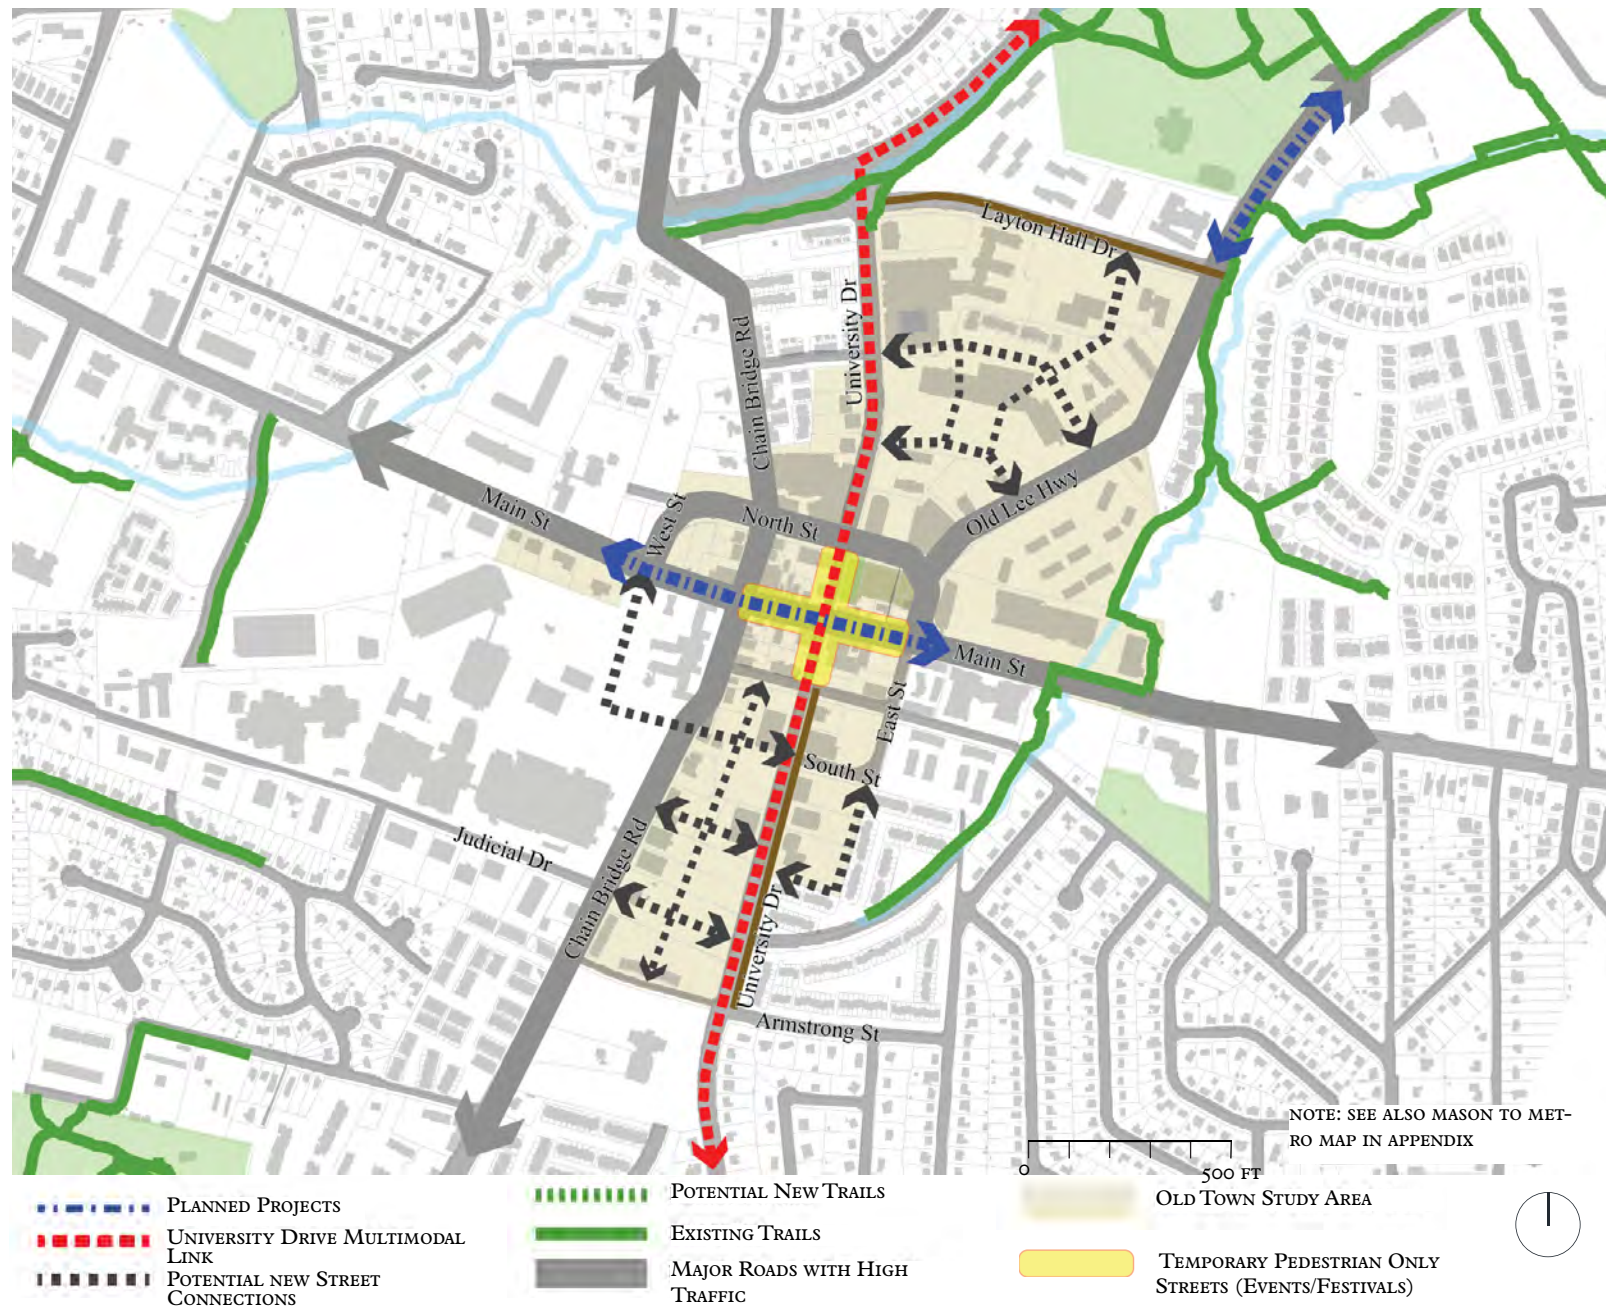 Layton Hall Dr
University Dr
Chain Bridge Rd
Old Lee Hwy
Main St
West St
North St
Main St
East St
South St
Judicial Dr
Chain Bridge Rd
University Dr
Armstrong St
NOTE: SEE ALSO MASON TO MET-
RO MAP IN APPENDIX
0
500 FT
PLANNED PROJECTS
UNIVERSITY DRIVE MULTIMODAL
LINK
POTENTIAL NEW STREET
CONNECTIONS
POTENTIAL NEW TRAILS
EXISTING TRAILS
MAJOR ROADS WITH HIGH
TRAFFIC
OLD TOWN STUDY AREA
TEMPORARY PEDESTRIAN ONLY
STREETS (EVENTS/FESTIVALS)